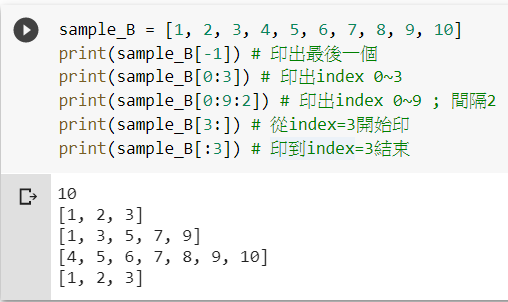 sample_B = [1, 2, 3, 4, 5, 6, 7, 8, 9, 10]
print(sample_B[-1]) # 印出最後一個
print(sample_B[0:3]) # 印出index 0~3
print(sample_B[0:9:2]) # 印出index 0~9 ; 間隔2
print(sample_B[3:]) # 從index=3開始印
print(sample_B[:3]) # 印到index=3結束
10
[1, 2, 3]
[1, 3, 5, 7, 9]
[4, 5, 6, 7, 8, 9, 10]
[1, 2, 3]